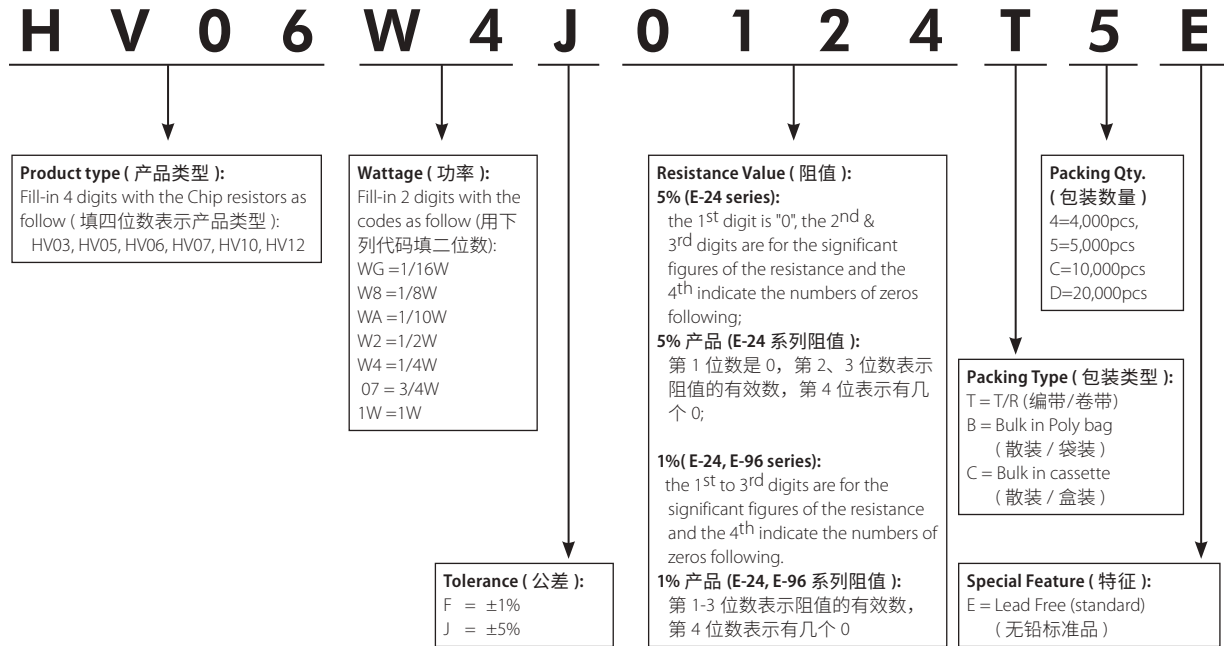 H V 0 6 W 4 J 0 1 2 4 T 5 E
Product type ( 产品类型 ):
Fill-in 4 digits with the Chip resistors as
follow ( 填四位数表示产品类型 ):
HV03, HV05, HV06, HV07, HV10, HV12
Wattage ( 功率 ):
Fill-in 2 digits with the
codes as follow (用下
列代码填二位数):
WG =1/16W
W8 =1/8W
WA =1/10W
W2 =1/2W
W4 =1/4W
07 = 3/4W
1W =1W
Tolerance ( 公差 ):
F = ±1%
J = ±5%
Resistance Value ( 阻值 ):
5% (E-24 series):
the 1st digit is "0", the 2nd &
3rd digits are for the significant
figures of the resistance and the
4th indicate the numbers of zeros
following;
5% 产品 (E-24 系列阻值 ):
第 1 位数是 0，第 2、3 位数表示
阻值的有效数，第 4 位表示有几
个 0;
1%( E-24, E-96 series):
the 1st to 3rd digits are for the
significant figures of the resistance
and the 4th indicate the numbers of
zeros following.
1% 产品 (E-24, E-96 系列阻值 ):
第 1-3 位数表示阻值的有效数，
第 4 位数表示有几个 0
Packing Qty.
( 包装数量 )
4=4,000pcs,
5=5,000pcs
C=10,000pcs
D=20,000pcs
Packing Type ( 包装类型 ):
T = T/R (编带/卷带)
B = Bulk in Poly bag
( 散装 / 袋装 )
C = Bulk in cassette
( 散装 / 盒装 )
Special Feature ( 特征 ):
E = Lead Free (standard)
( 无铅标准品 )